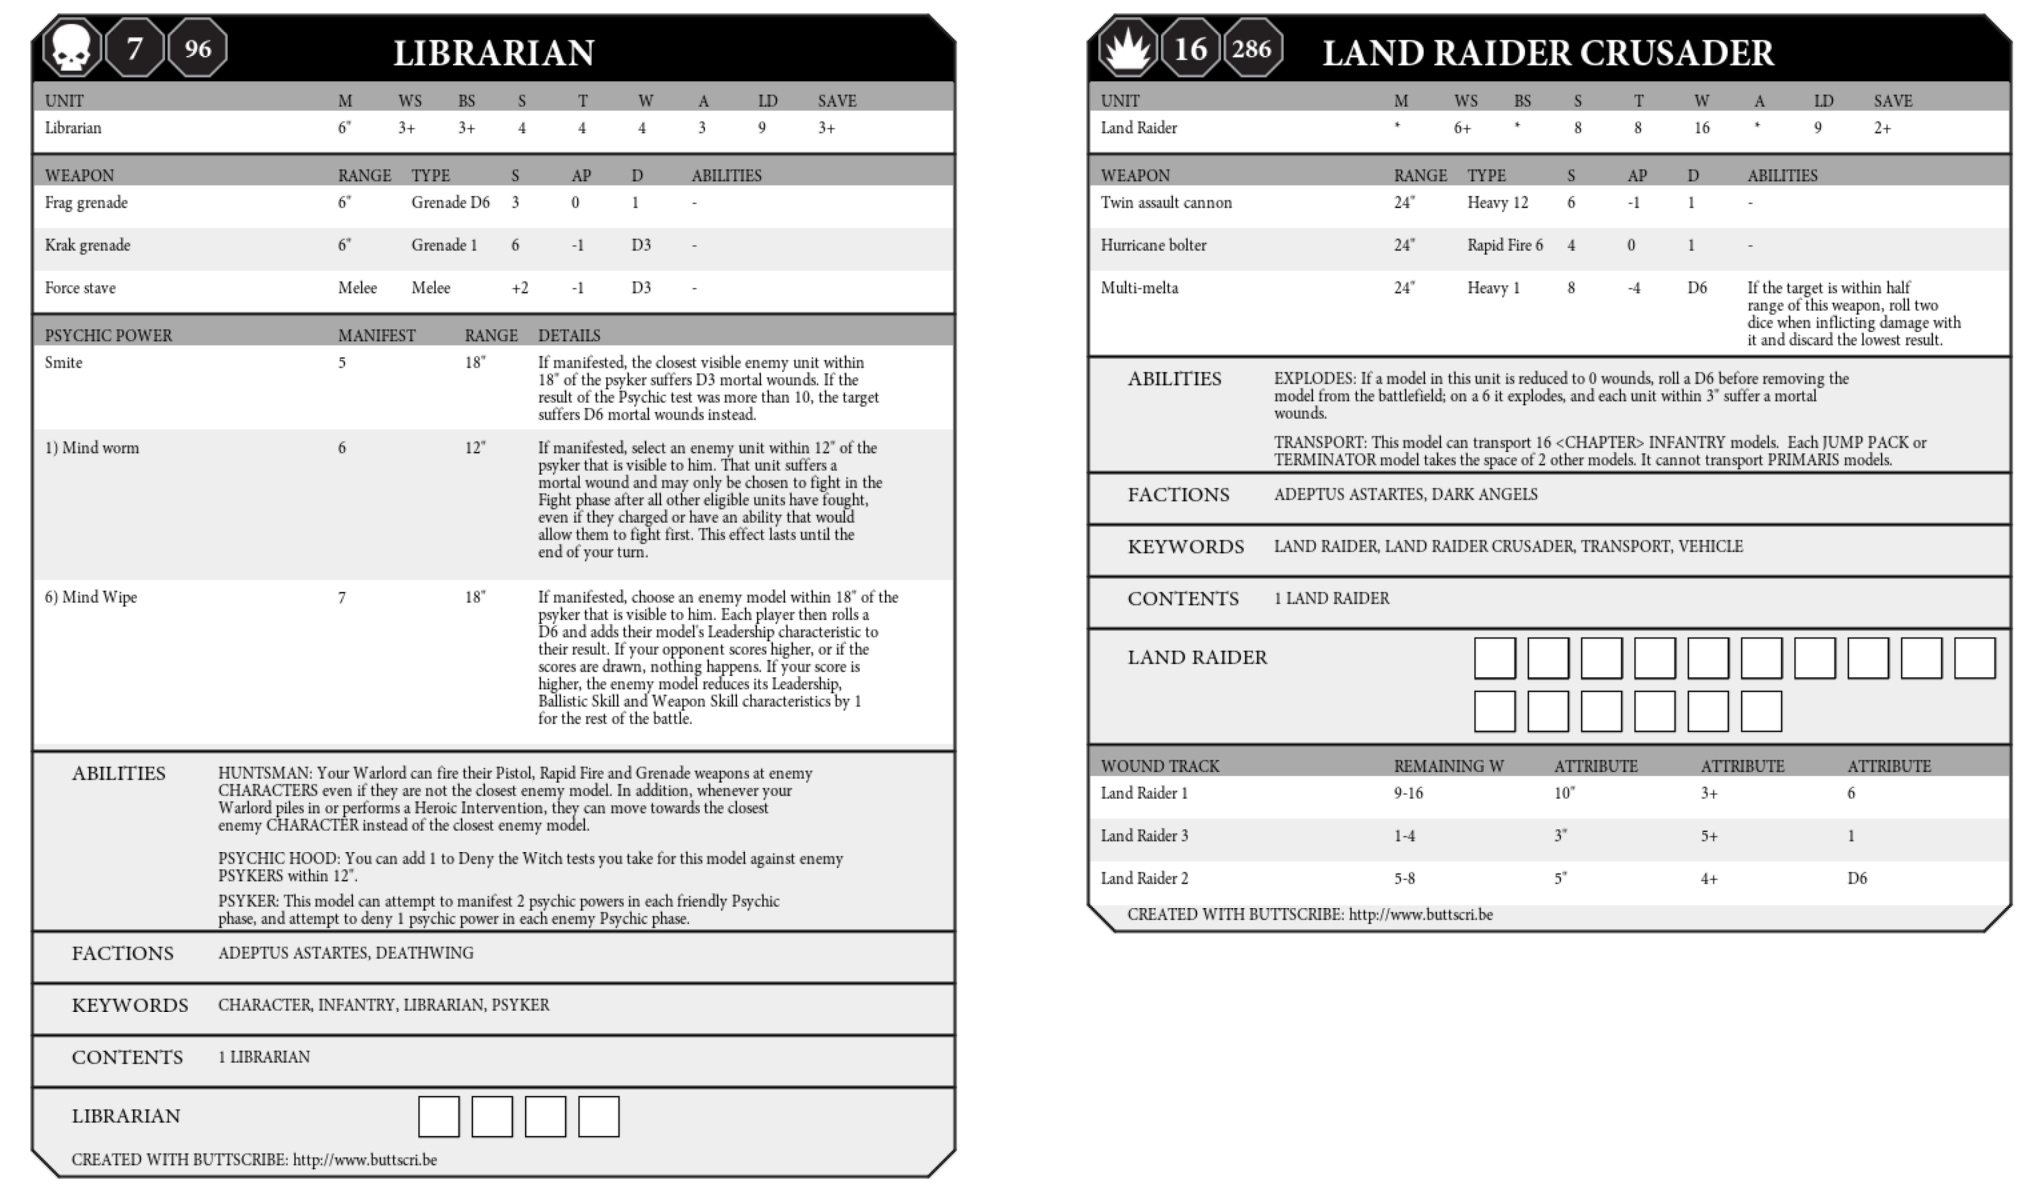 7 96 LIBRARIAN
UNIT M WS BS S T W A LD SAVE
Librarian 6" 3+ 3+ 4 4 4 3 9 3+
WEAPON RANGE TYPE S AP D ABILITIES
Frag grenade 6" Grenade D6 3 0 1 -
Krak grenade 6" Grenade 1 6 -1 D3 -
Force stave Melee Melee +2 -1 D3 -
PSYCHIC POWER MANIFEST RANGE DETAILS
Smite 5 18" If manifested, the closest visible enemy unit within
18" of the psyker suffers D3 mortal wounds. If the
result of the Psychic test was more than 10, the target
suffers D6 mortal wounds instead.
1) Mind worm 6 12" If manifested, select an enemy unit within 12" of the
psyker that is visible to him. That unit suffers a
mortal wound and may only be chosen to fight in the
Fight phase after all other eligible units have fought,
even if they charged or have an ability that would
allow them to fight first. This effect lasts until the
end of your turn.
6) Mind Wipe 7 18" If manifested, choose an enemy model within 18" of the
psyker that is visible to him. Each player then rolls a
D6 and adds their model's Leadership characteristic to
their result. If your opponent scores higher, or if the
scores are drawn, nothing happens. If your score is
higher, the enemy model reduces its Leadership,
Ballistic Skill and Weapon Skill characteristics by 1
for the rest of the battle.
ABILITIES HUNTSMAN: Your Warlord can fire their Pistol, Rapid Fire and Grenade weapons at enemy
CHARACTERS even if they are not the closest enemy model. In addition, whenever your
Warlord piles in or performs a Heroic Intervention, they can move towards the closest
enemy CHARACTER instead of the closest enemy model.
PSYCHIC HOOD: You can add 1 to Deny the Witch tests you take for this model against enemy
PSYKERS within 12".
PSYKER: This model can attempt to manifest 2 psychic powers in each friendly Psychic
phase, and attempt to deny 1 psychic power in each enemy Psychic phase.
FACTIONS ADEPTUS ASTARTES, DEATHWING
KEYWORDS CHARACTER, INFANTRY, LIBRARIAN, PSYKER
CONTENTS 1 LIBRARIAN
LIBRARIAN
CREATED WITH BUTTSCRIBE: http://www.buttscri.be
16 286 LAND RAIDER CRUSADER
UNIT M WS BS S T W A LD SAVE
Land Raider * 6+ * 8 8 16 * 9 2+
WEAPON RANGE TYPE S AP D ABILITIES
Twin assault cannon 24" Heavy 12 6 -1 1 -
Hurricane bolter 24" Rapid Fire 6 4 0 1 -
Multi-melta 24" Heavy 1 8 -4 D6 If the target is within half
range of this weapon, roll two
dice when inflicting damage with
it and discard the lowest result.
ABILITIES EXPLODES: If a model in this unit is reduced to 0 wounds, roll a D6 before removing the
model from the battlefield; on a 6 it explodes, and each unit within 3" suffer a mortal
wounds.
TRANSPORT: This model can transport 16 <CHAPTER> INFANTRY models. Each JUMP PACK or
TERMINATOR model takes the space of 2 other models. It cannot transport PRIMARIS models.
FACTIONS ADEPTUS ASTARTES, DARK ANGELS
KEYWORDS LAND RAIDER, LAND RAIDER CRUSADER, TRANSPORT, VEHICLE
CONTENTS 1 LAND RAIDER
LAND RAIDER
WOUND TRACK REMAINING W ATTRIBUTE ATTRIBUTE ATTRIBUTE
Land Raider 1 9-16 10" 3+ 6
Land Raider 3 1-4 3" 5+ 1
Land Raider 2 5-8 5" 4+ D6
CREATED WITH BUTTSCRIBE: http://www.buttscri.be